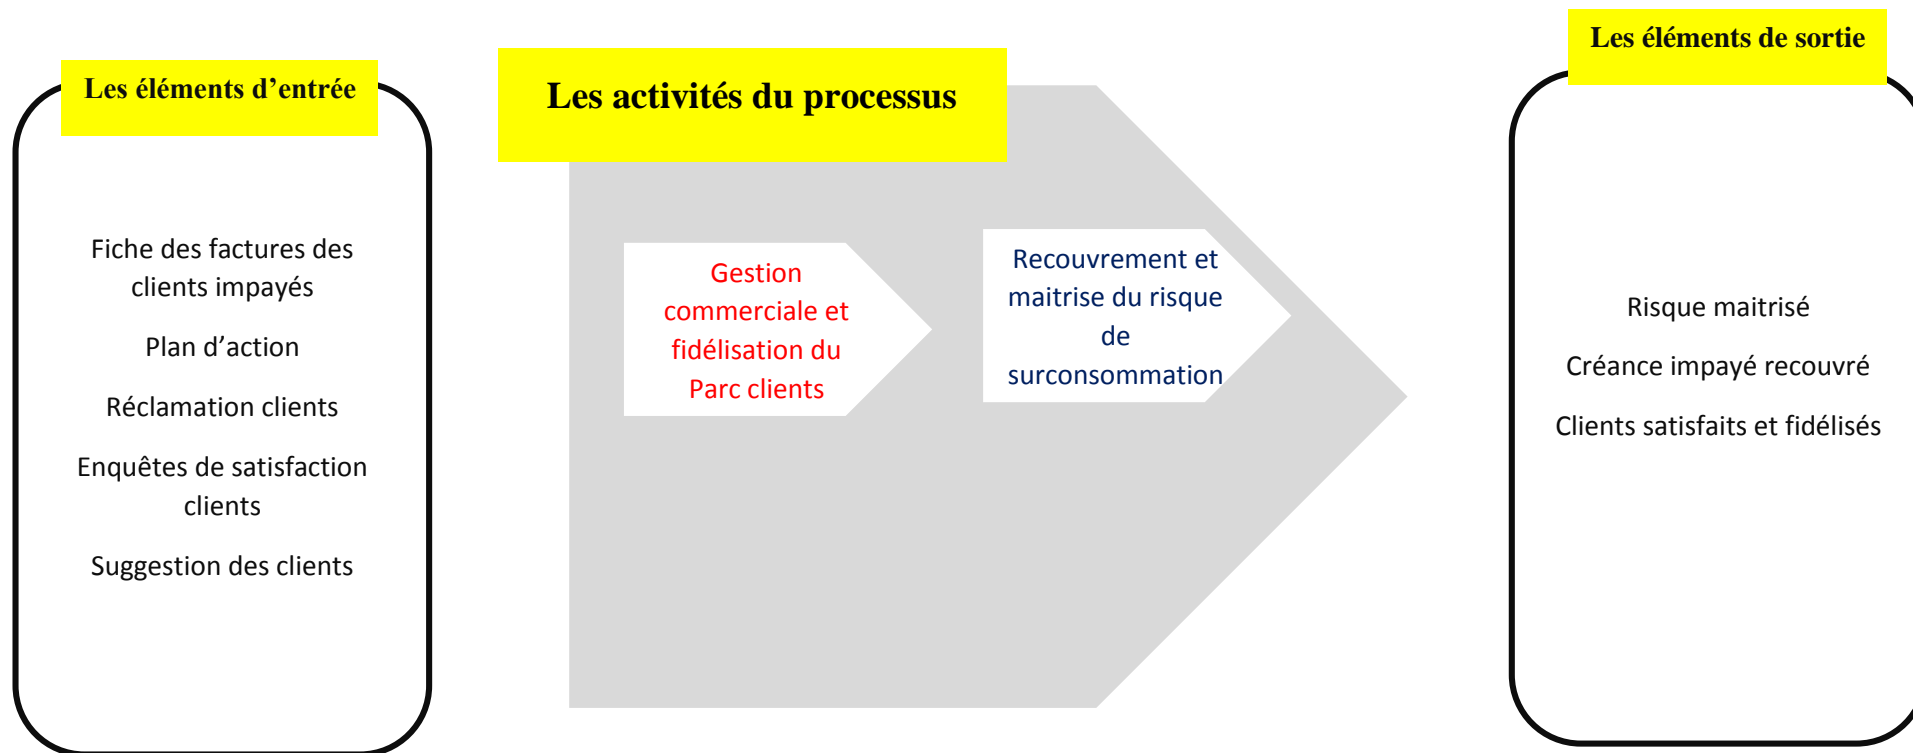 Les éléments d’entrée
Fiche des factures des
clients impayés
Plan d’action
Réclamation clients
Enquêtes de satisfaction
clients
Suggestion des clients
Les activités du processus
Gestion
commerciale et
fidélisation du
Parc clients
Recouvrement et
maitrise du risque
de
surconsommation
Les éléments de sortie
Risque maitrisé
Créance impayé recouvré
Clients satisfaits et fidélisés